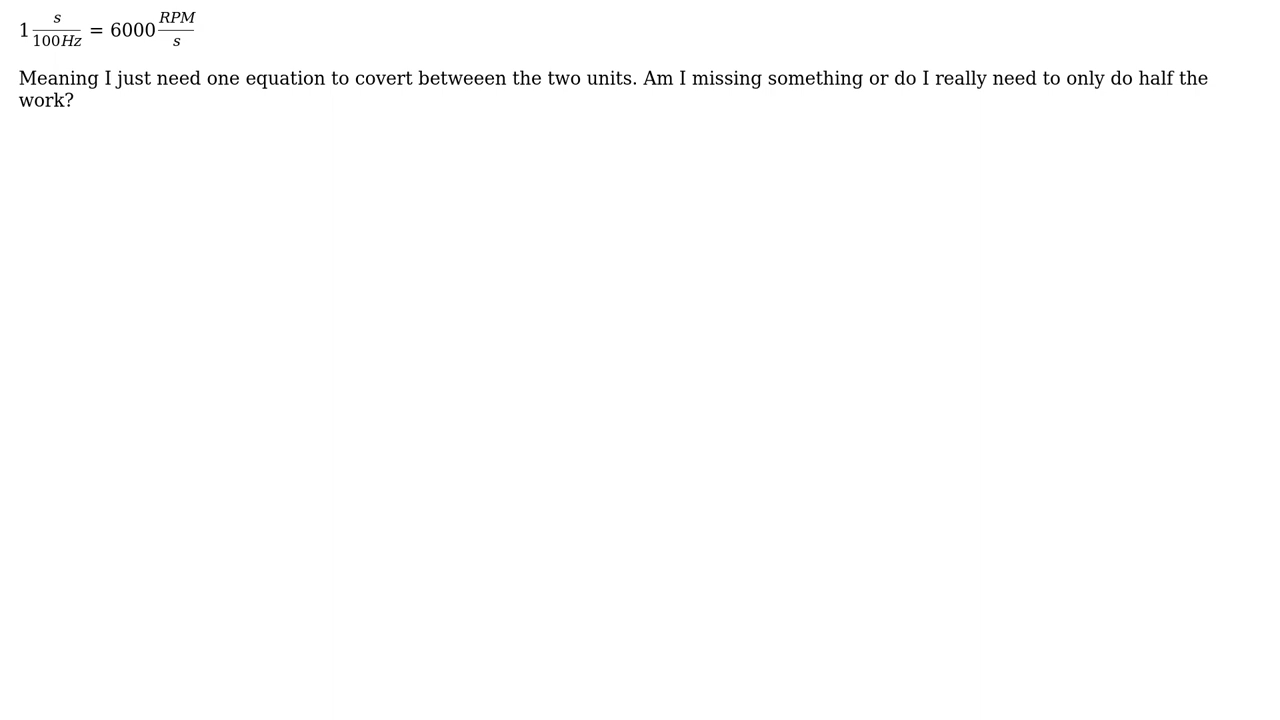 1 s/100Hz = 6000 RPM/s
Meaning I just need one equation to covert betweeen the two units. Am I missing something or do I really need to only do half the
work?